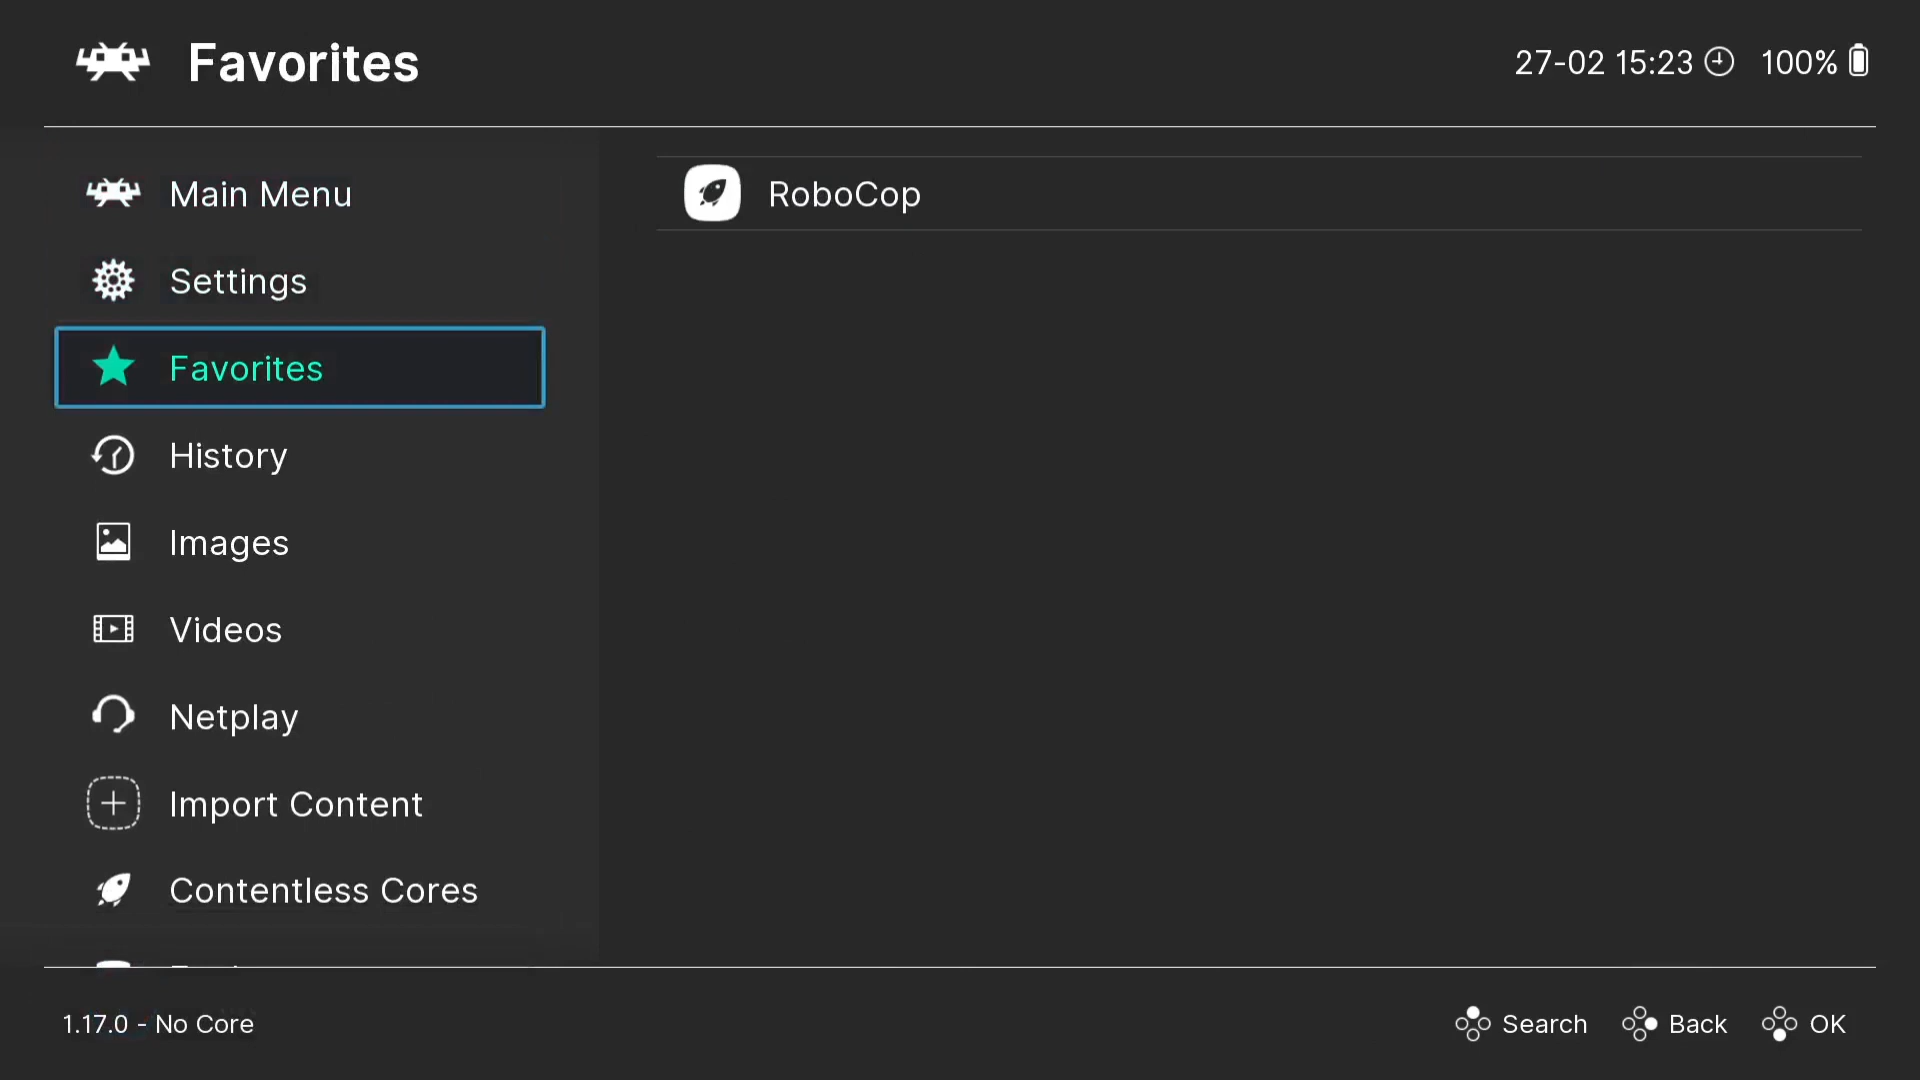 Favorites
27-02 15:23
100%
Main Menu
Settings
Favorites
History
Images
Videos
Netplay
Import Content
Contentless Cores
RoboCop
1.17.0 - No Core
Search
Back
OK